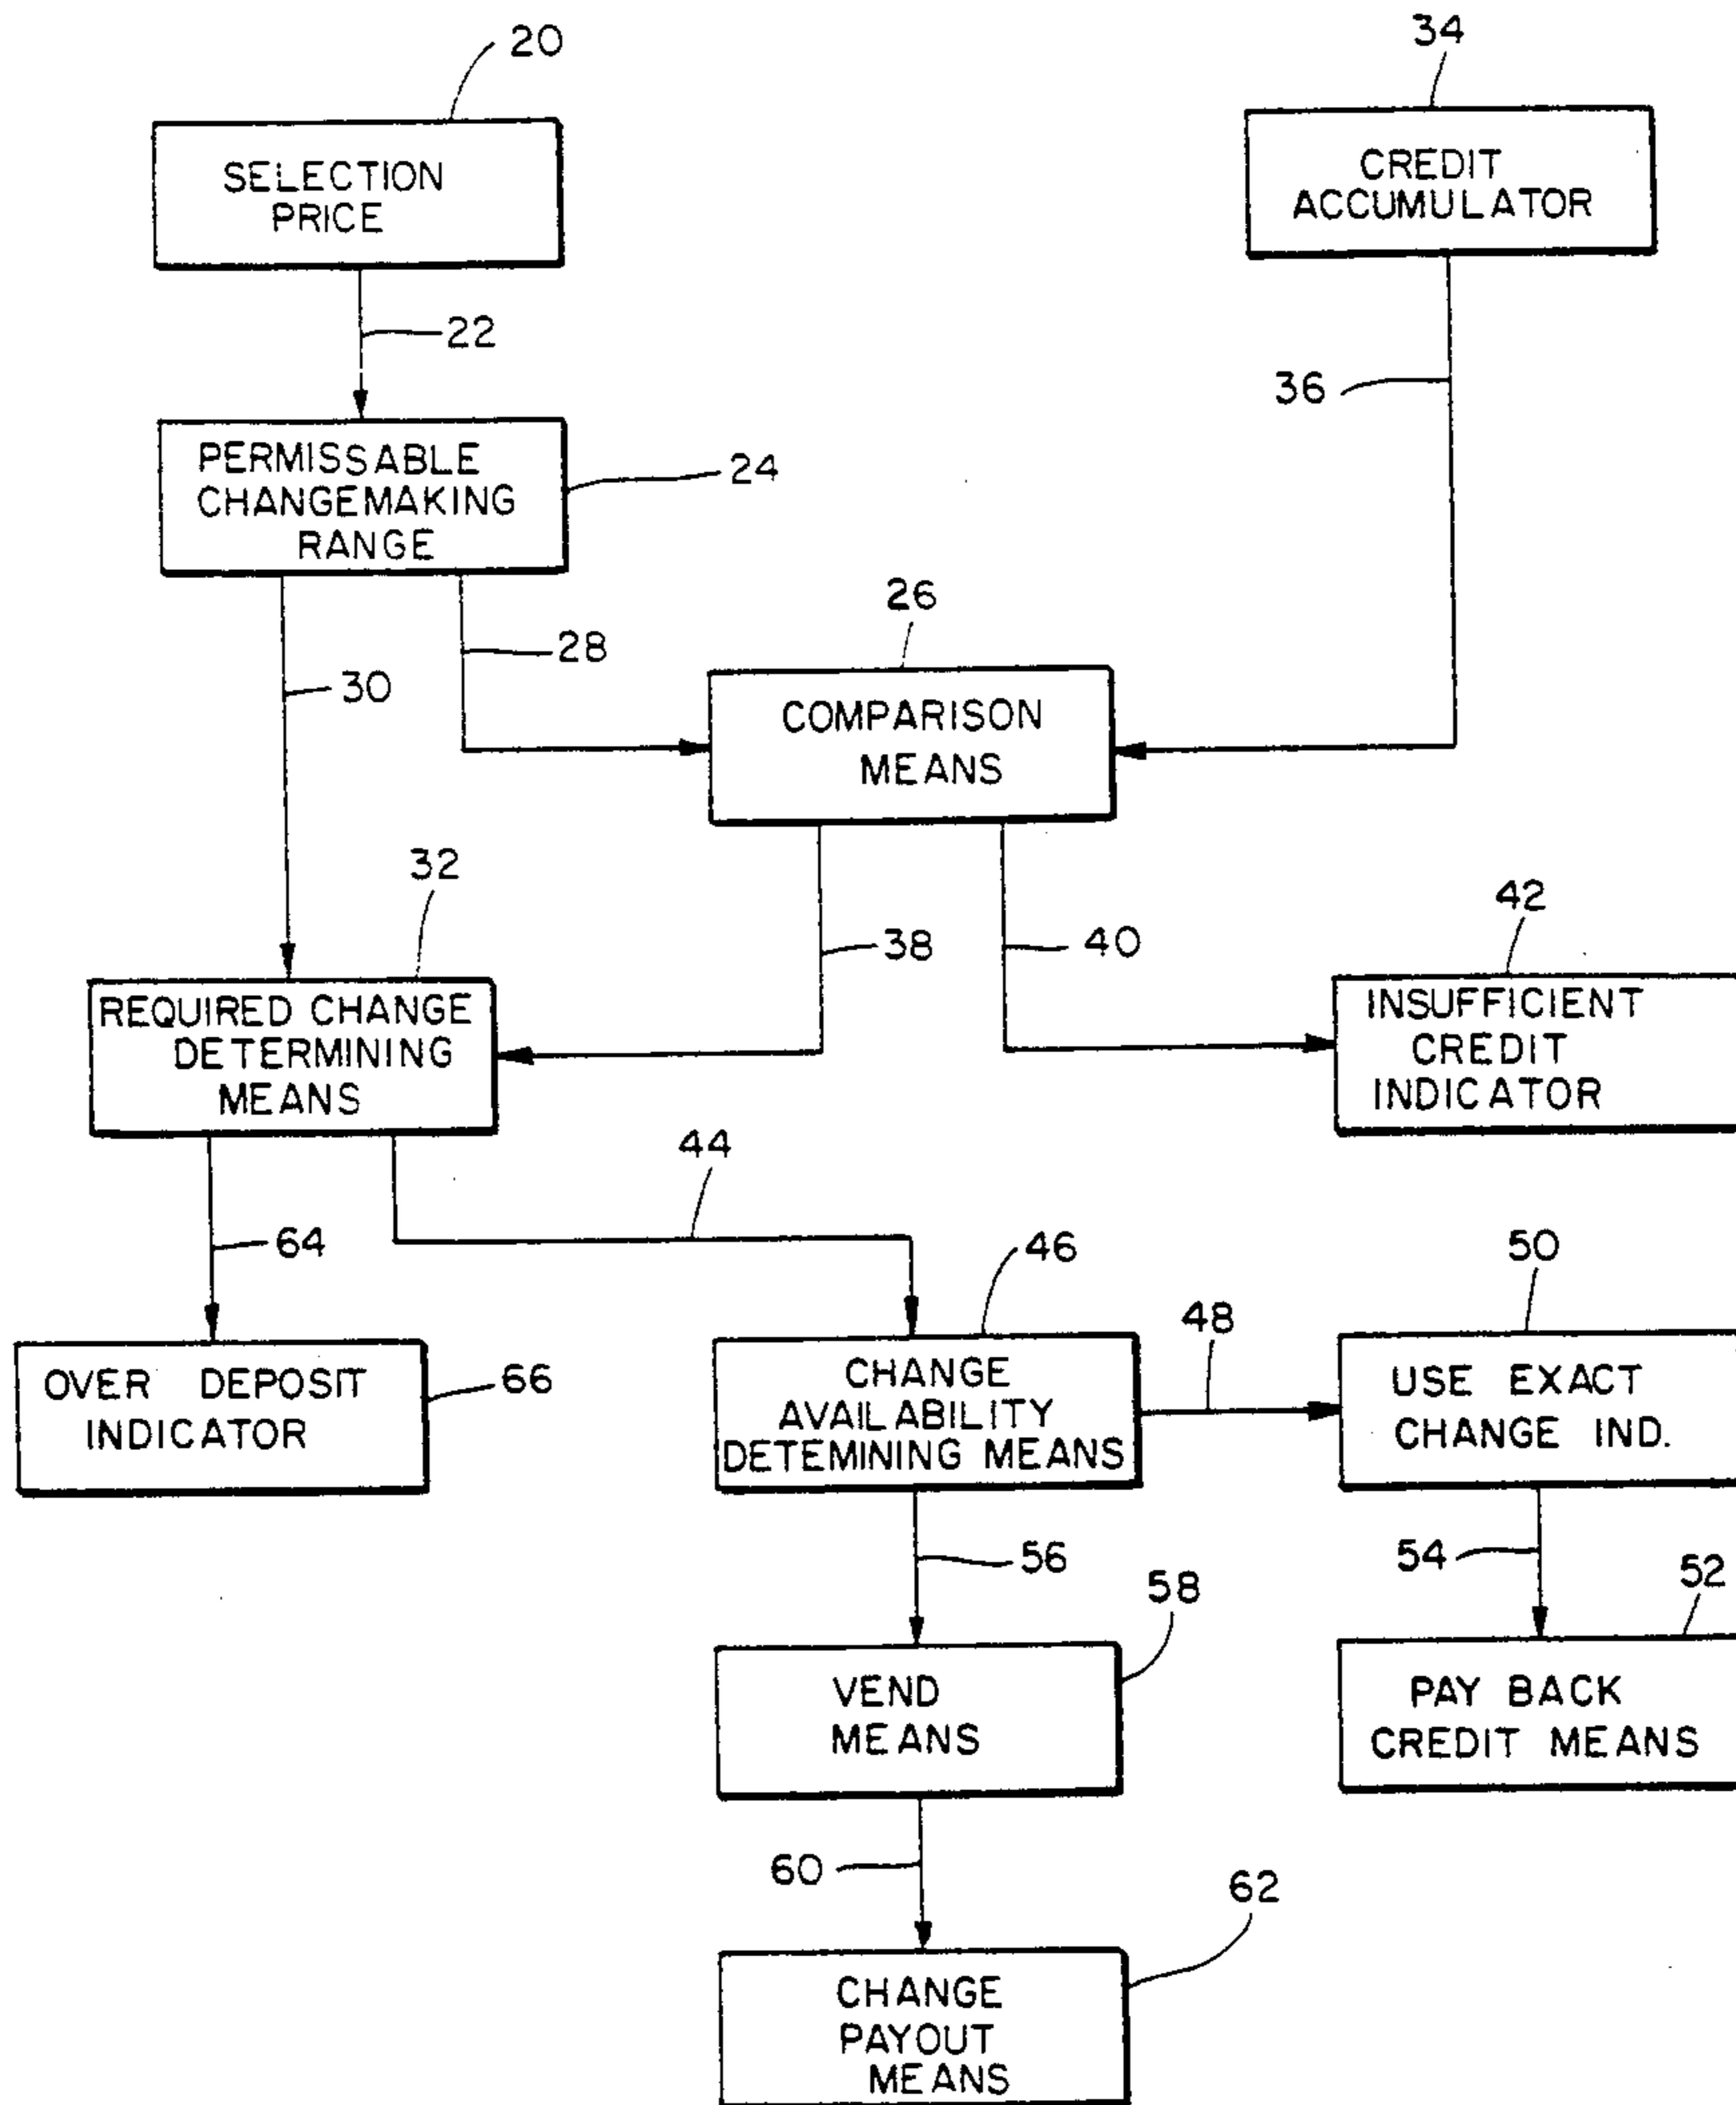 20
34
SELECTION
PRICE
CREDIT
ACCUMULATOR
22
36
PERMISSABLE
CHANGEMAKING
RANGE
24
26
28
30
COMPARISON
MEANS
32
38
40
42
REQUIRED CHANGE
DETERMINING
MEANS
INSUFFICIENT
CREDIT
INDICATOR
44
64
46
50
48
OVER DEPOSIT
INDICATOR
66
CHANGE
AVAILABILITY
DETEMINING MEANS
USE EXACT
CHANGE IND.
56
54
52
58
VEND
MEANS
PAY BACK
CREDIT MEANS
60
62
CHANGE
PAYOUT
MEANS